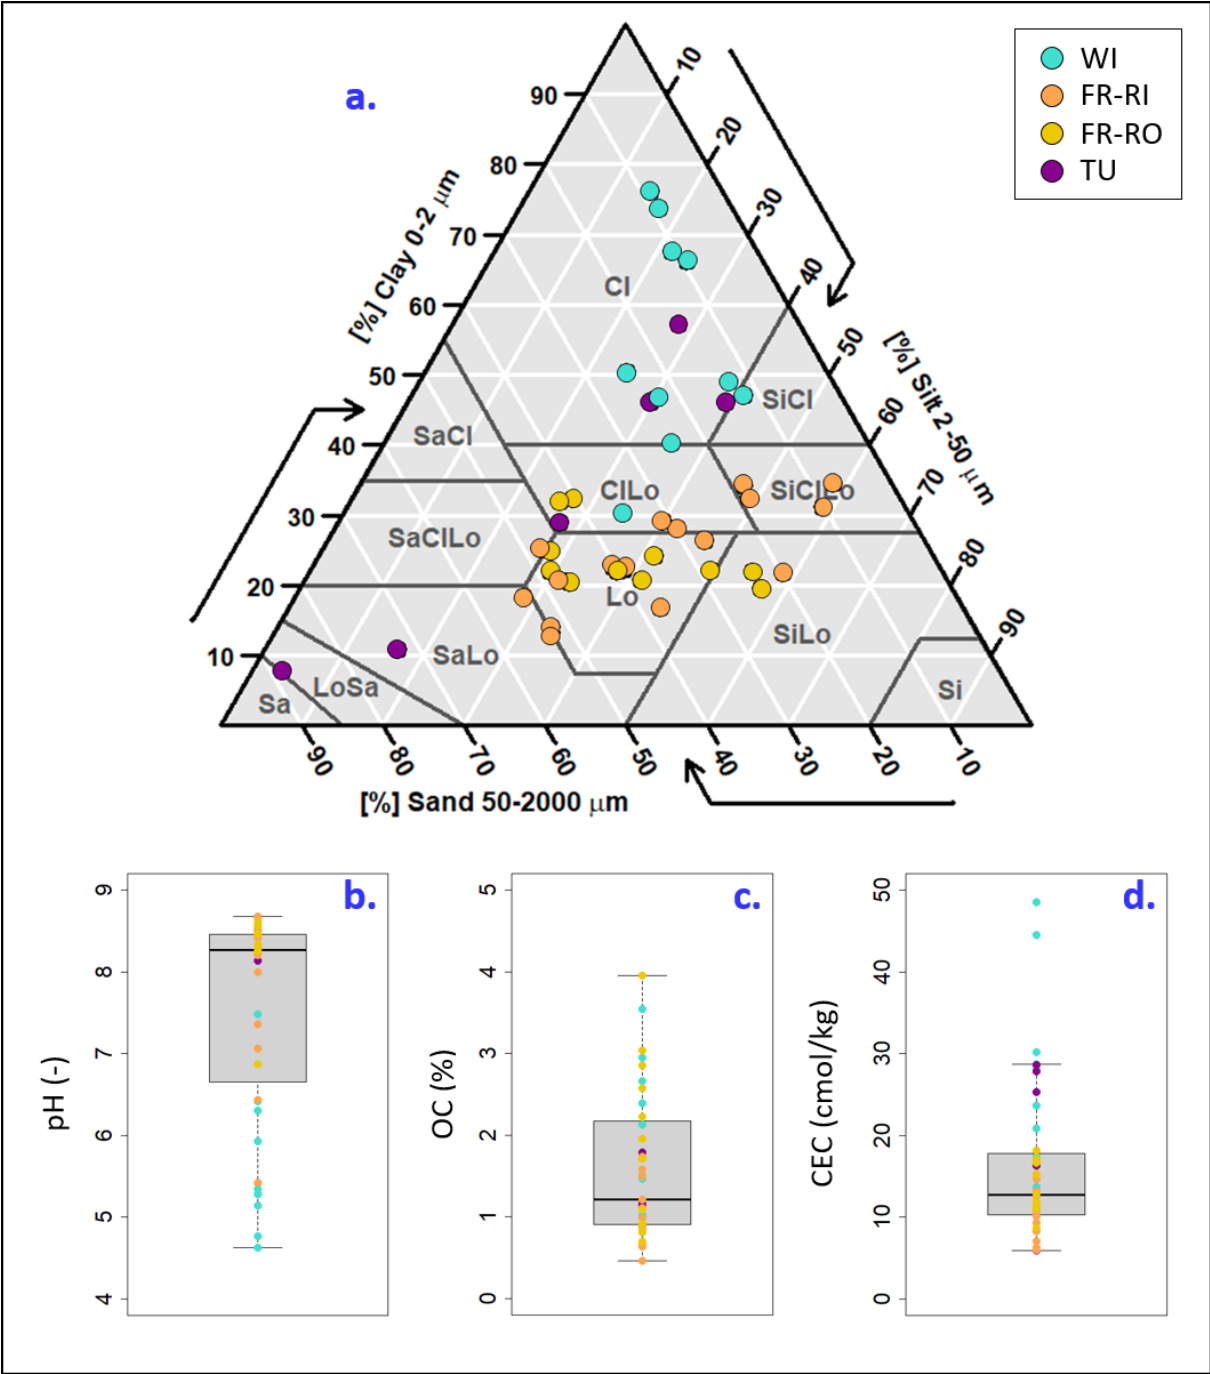 a.
WI
FR-RI
FR-RO
TU
90
80
70
60
50
40
30
20
10
[%] Clay 0-2 μm
10
20
30
40
50
60
70
80
90
[%] Silt 2-50 μm
Cl
SiCl
SaCl
ClLo
SiClLo
SaClLo
Lo
SiLo
SaLo
LoSa
Sa
Si
90
80
70
60
50
40
30
20
10
[%] Sand 50-2000 μm
b.
9
8
7
6
5
4
pH (-)
c.
5
4
3
2
1
0
OC (%)
d.
50
40
30
20
10
0
CEC (cmol/kg)